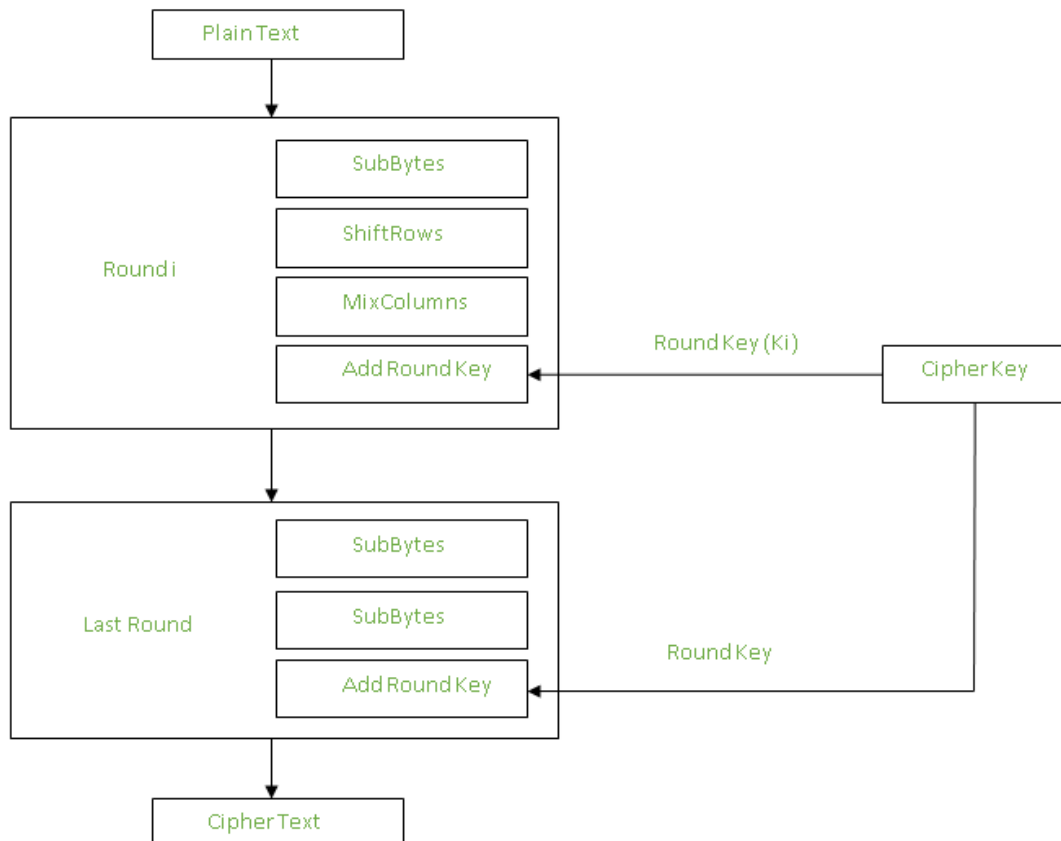 Plain Text
SubBytes
ShiftRows
Round i
MixColumns
Round Key (Ki)
Add Round Key
Cipher Key
SubBytes
SubBytes
Last Round
Round Key
Add Round Key
Cipher Text